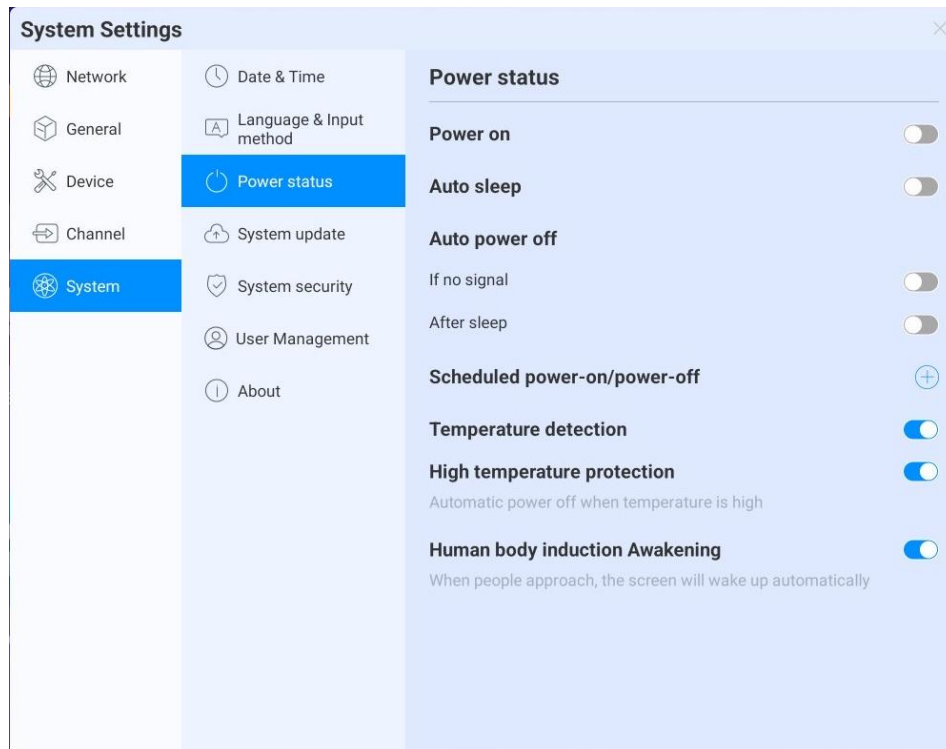 System Settings
Network
General
Device
Channel
System
Date & Time
Language & Input
method
Power status
System update
System security
User Management
About
Power status
Power on
Auto sleep
Auto power off
If no signal
After sleep
Scheduled power-on/power-off
Temperature detection
High temperature protection
Automatic power off when temperature is high
Human body induction Awakening
When people approach, the screen will wake up automatically